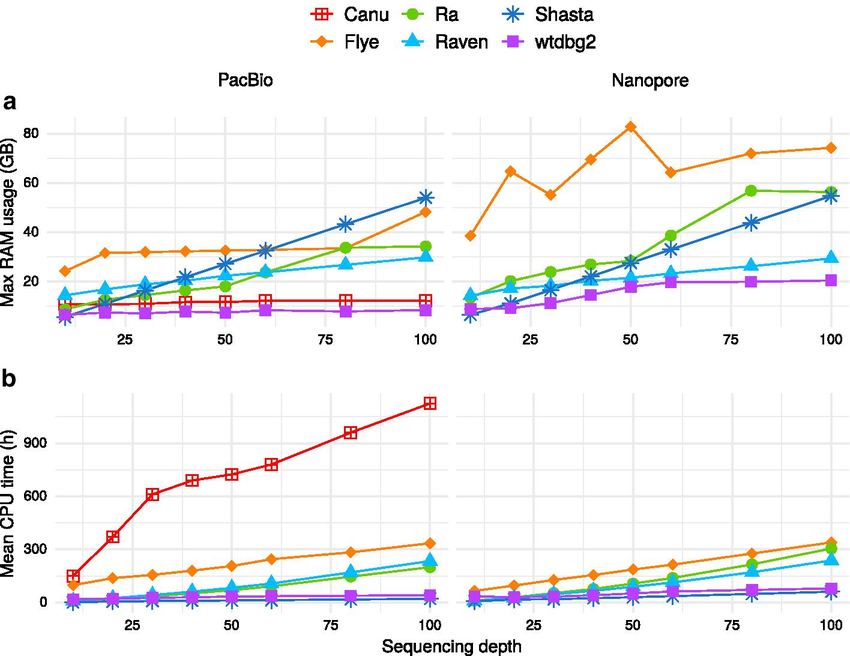 Canu Ra Shasta
Flye Raven wtdbg2
PacBio Nanopore
a
Max RAM usage (GB)
80
60
40
20
25 50 75 100 25 50 75 100
b
Mean CPU time (h)
900
600
300
0
25 50 75 100 25 50 75 100
Sequencing depth